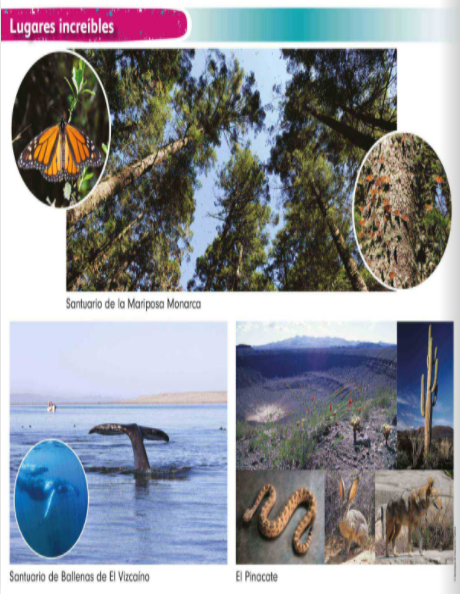 Lugares increíbles
Santuario de la Mariposa Monarca
Santuario de Ballenas de El Vizcaíno
El Pinacate